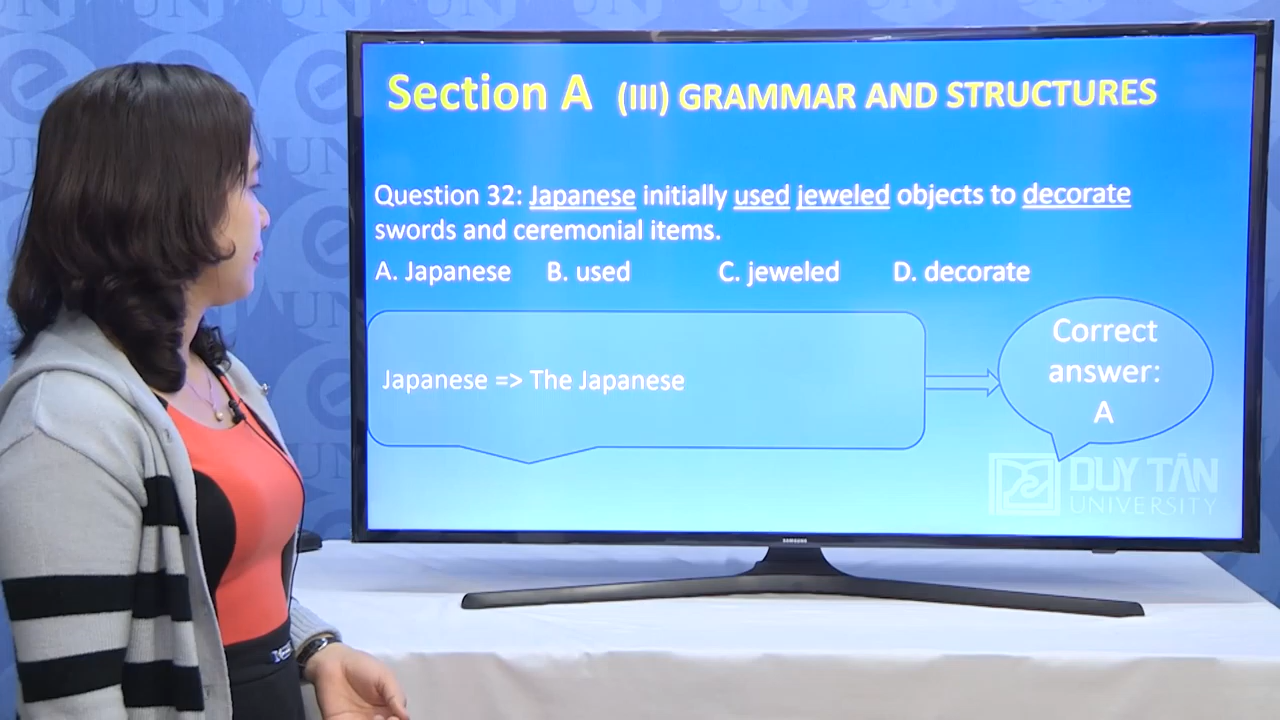 Section A (III) GRAMMAR AND STRUCTURES
Question 32: Japanese initially used jeweled objects to decorate
swords and ceremonial items.
A. Japanese B. used C. jeweled D. decorate
Japanese => The Japanese
Correct
answer:
A
DUY TÂN
UNIVERSITY
SAMSUNG